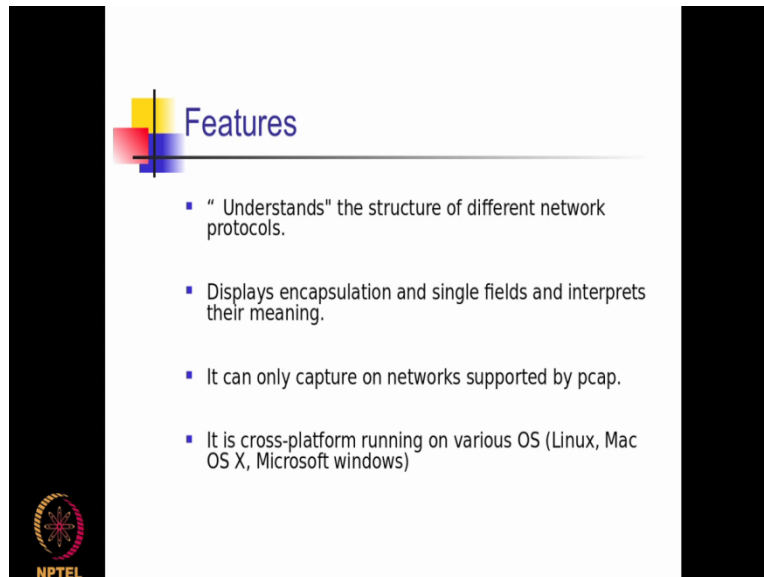 Features
“ Understands" the structure of different network
protocols.
Displays encapsulation and single fields and interprets
their meaning.
It can only capture on networks supported by pcap.
It is cross-platform running on various OS (Linux, Mac
OS X, Microsoft windows)
NPTEL